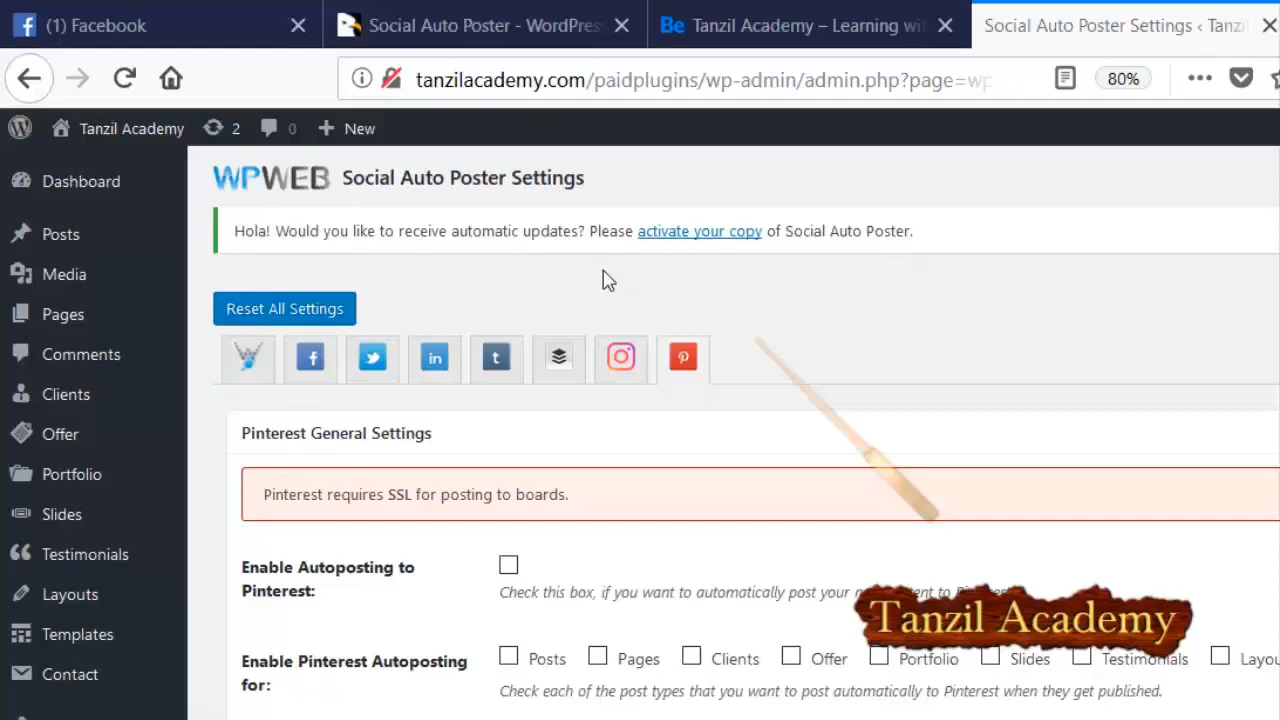 (1) Facebook
Social Auto Poster - WordPres
Tanzil Academy – Learning wi
Social Auto Poster Settings ‹ Tanzil
tanzilacademy.com/paidplugins/wp-admin/admin.php?page=wp
80%
Tanzil Academy
2
0
New
Dashboard
Posts
Media
Pages
Comments
Clients
Offer
Portfolio
Slides
Testimonials
Layouts
Templates
Contact
WPWEB Social Auto Poster Settings
Hola! Would you like to receive automatic updates? Please activate your copy of Social Auto Poster.
Reset All Settings
Pinterest General Settings
Pinterest requires SSL for posting to boards.
Enable Autoposting to
Pinterest:
Check this box, if you want to automatically post your
Tanzil Academy
Enable Pinterest Autoposting
for:
Posts Pages Clients Offer Portfolio Slides Testimonials Layou
Check each of the post types that you want to post automatically to Pinterest when they get published.